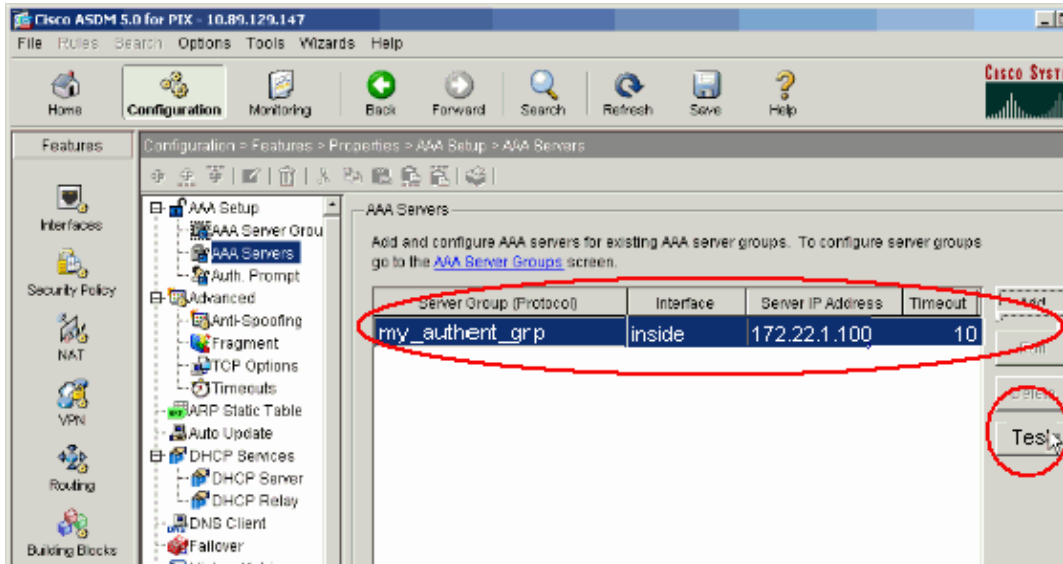 Cisco ASDM 5.0 for PIX - 10.89.129.147
File Rules Search Options Tools Wizards Help
Home Configuration Monitoring Back Forward Search Refresh Save Help
CISCO SYST
Features
Configuration > Features > Properties > AAA Setup > AAA Servers
Interfaces
Security Policy
NAT
VPN
Routing
Building Blocks
AAA Setup
AAA Server Grou
AAA Servers
Auth. Prompt
Advanced
Anti-Spoofing
Fragment
TCP Options
Timeouts
ARP Static Table
Auto Update
DHCP Services
DHCP Server
DHCP Relay
DNS Client
Failover
AAA Servers
Add and configure AAA servers for existing AAA server groups. To configure server groups
go to the AAA Server Groups screen.
Server Group (Protocol) Interface Server IP Address Timeout
my_authent_grp inside 172.22.1.100 10
Add
Edit
Delete
Test